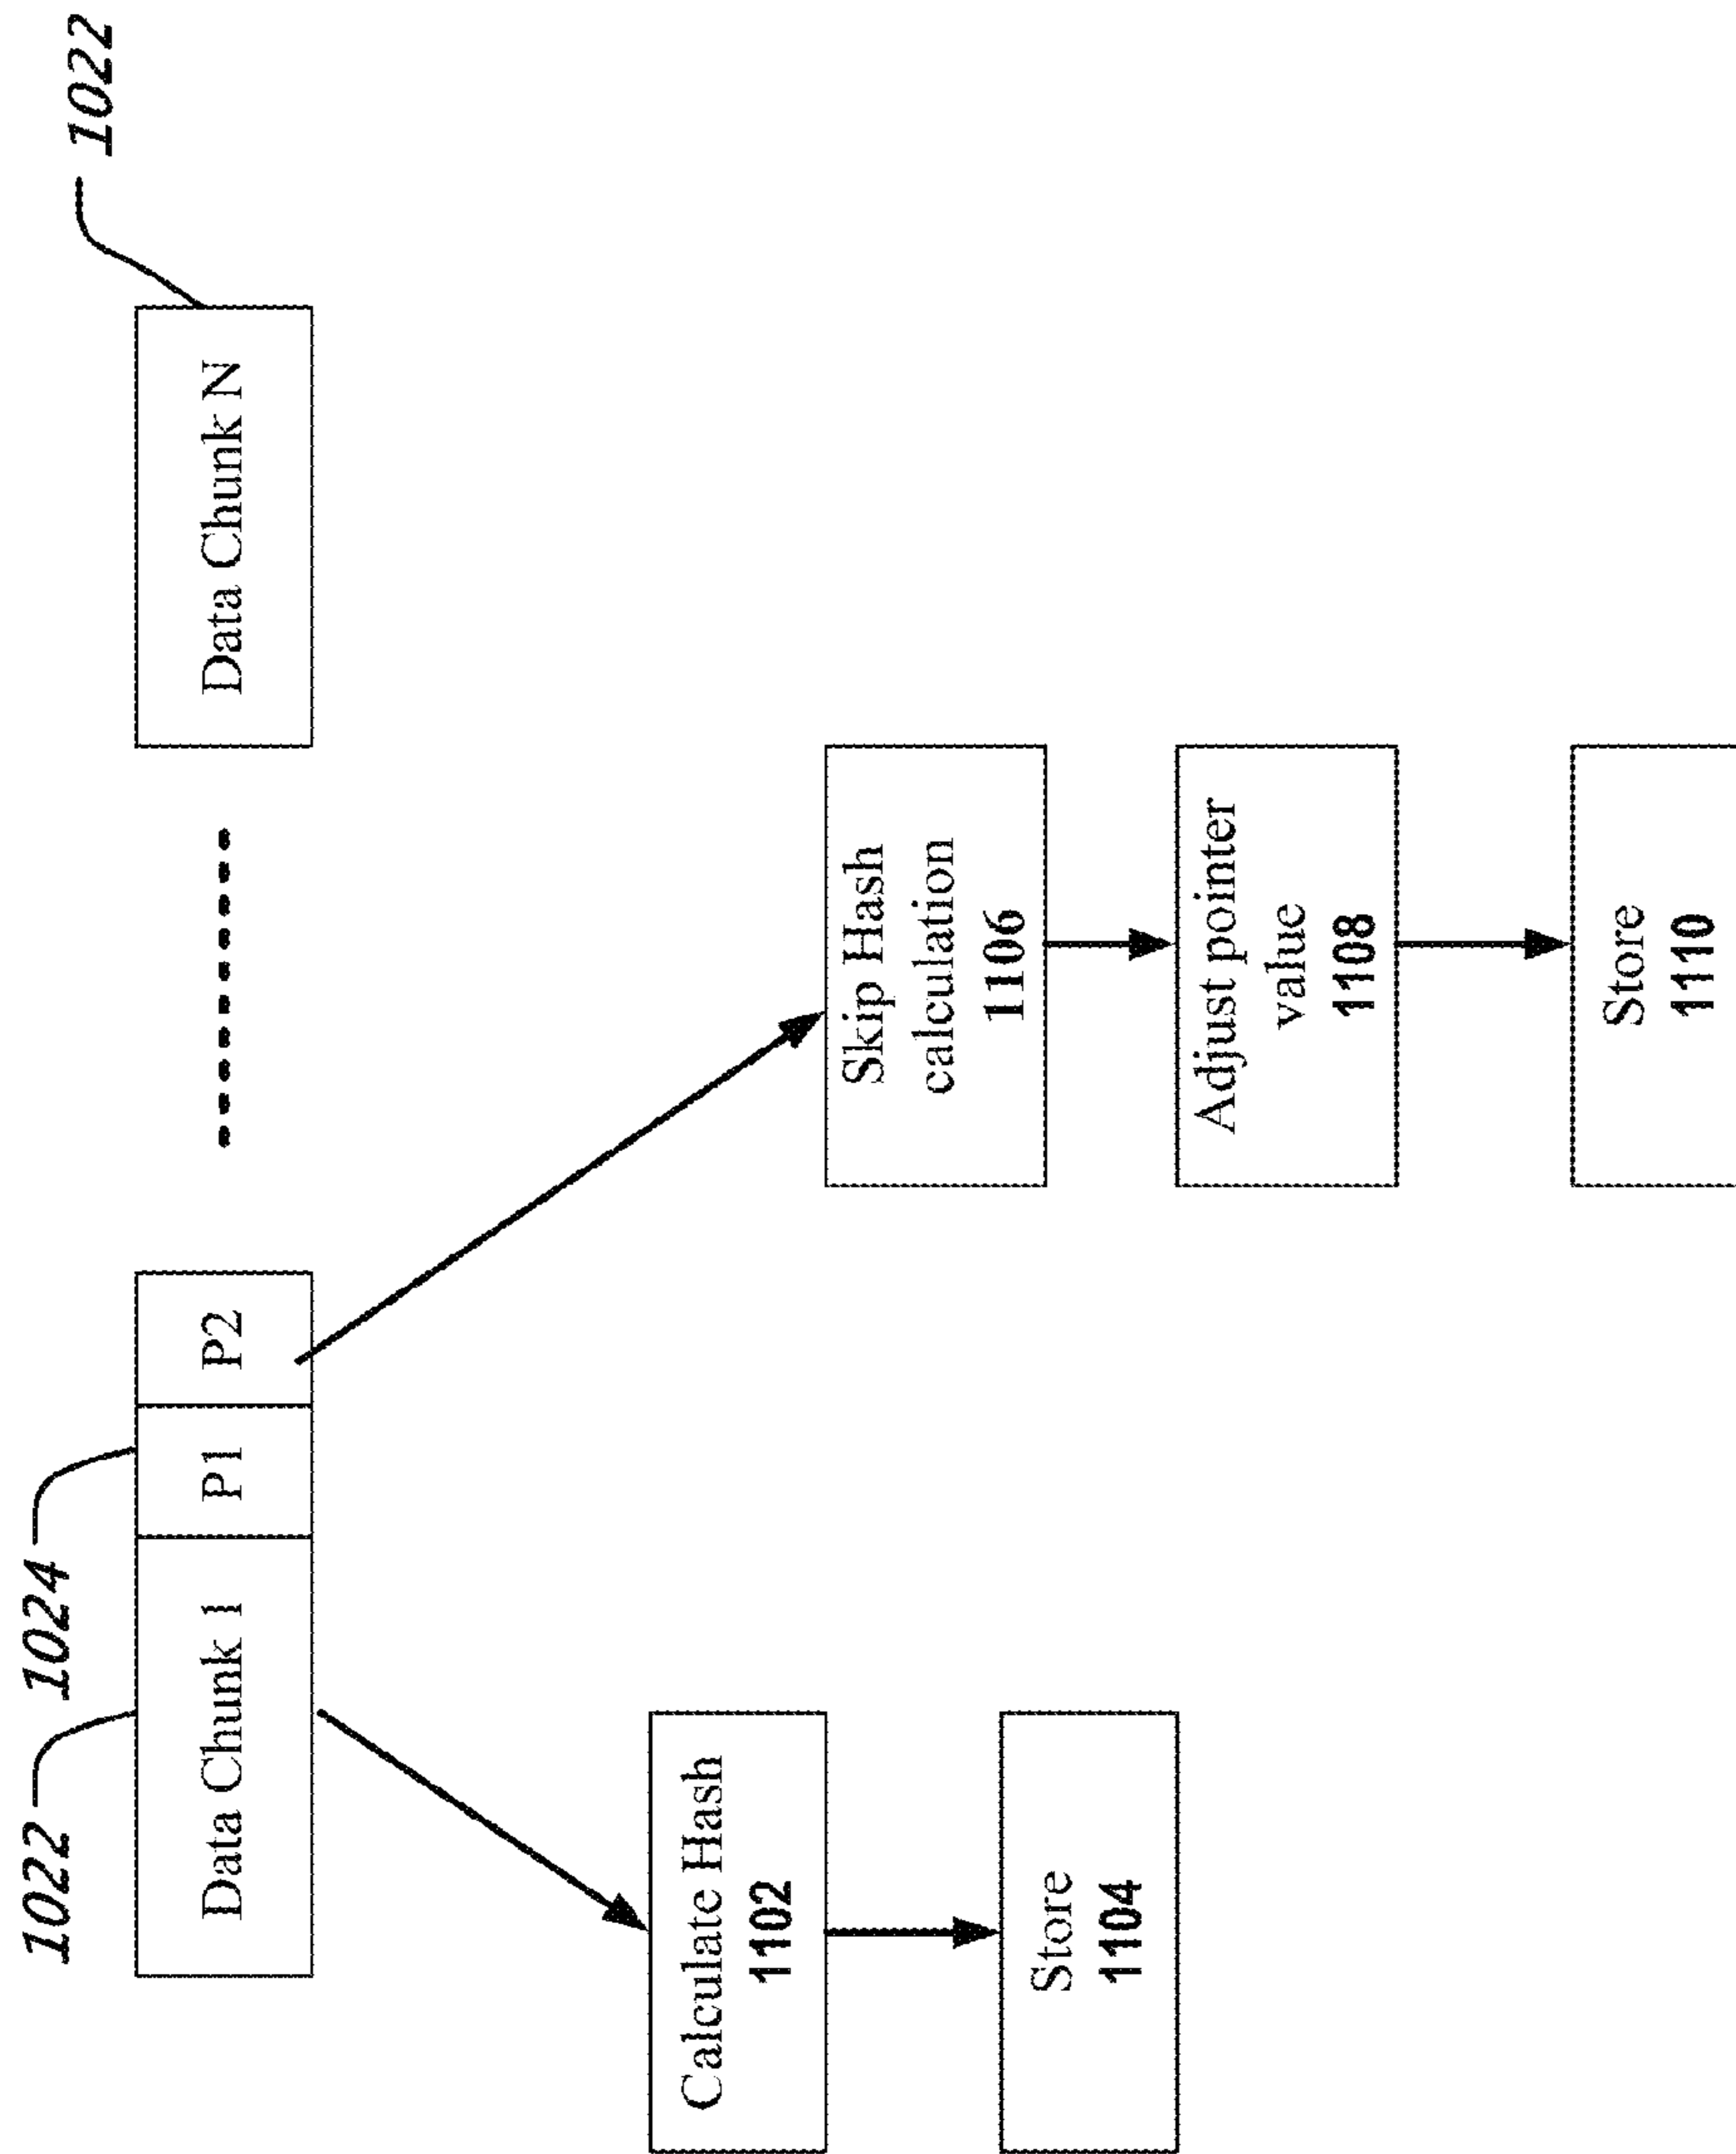 1022
1024
1022
Data Chunk 1
P1
P2
Data Chunk N
Calculate Hash
1102
Store
1104
Skip Hash
calculation
1106
Adjust pointer
value
1108
Store
1110